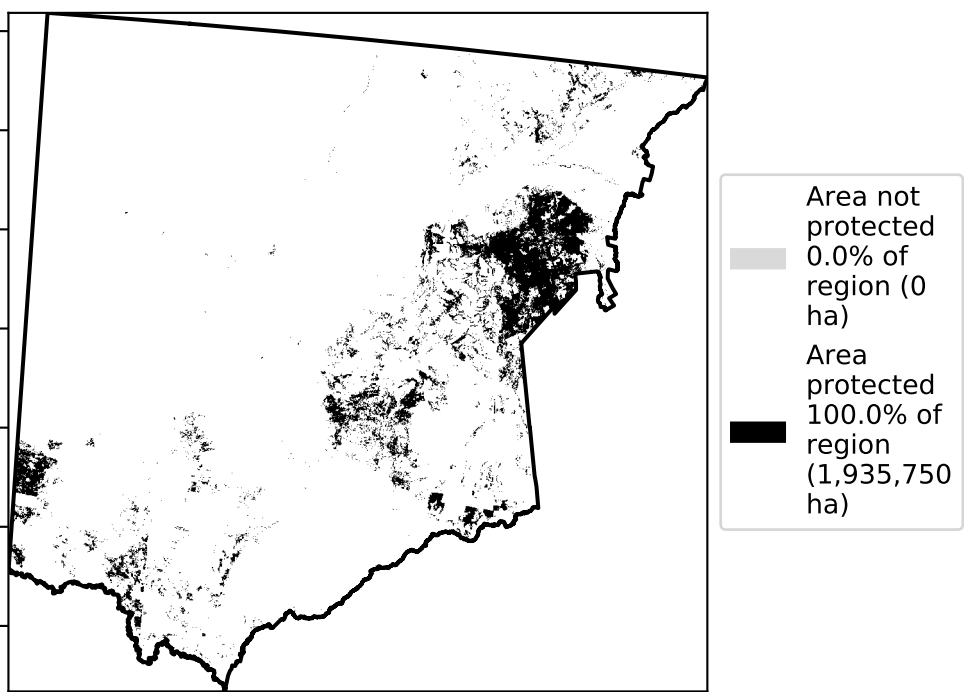 Area not
protected
0.0% of
region (0
ha)
Area
protected
100.0% of
region
(1,935,750
ha)